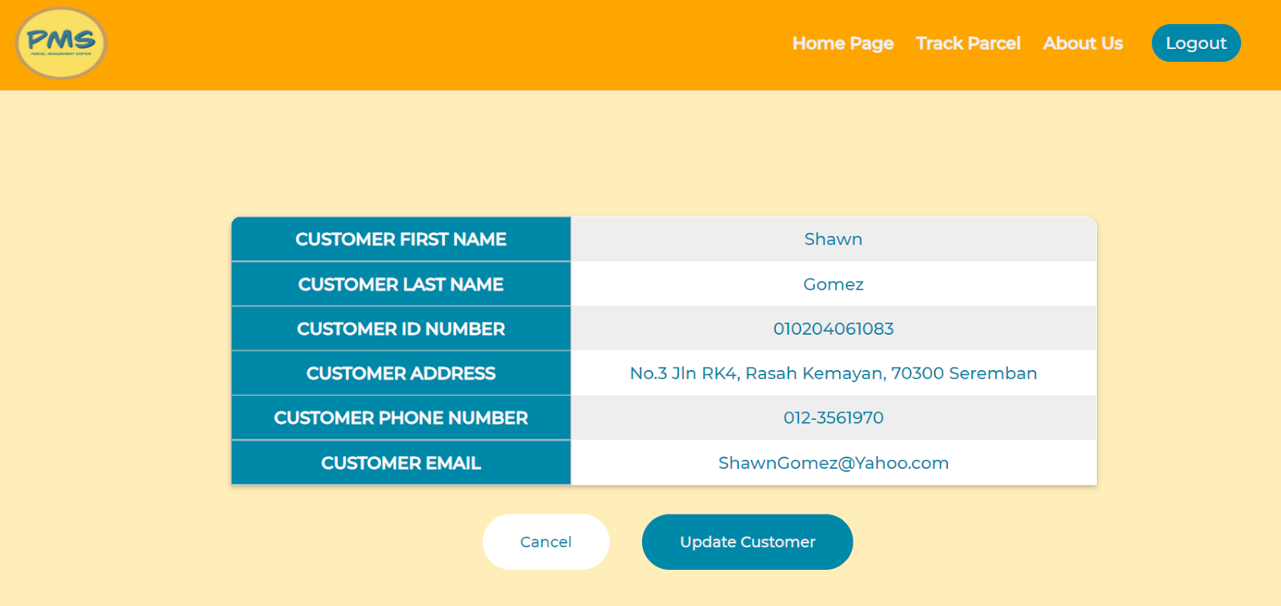 PMS
PARCEL MANAGEMENT SYSTEM
Home Page Track Parcel About Us Logout
CUSTOMER FIRST NAME Shawn
CUSTOMER LAST NAME Gomez
CUSTOMER ID NUMBER 010204061083
CUSTOMER ADDRESS No.3 Jln RK4, Rasah Kemayan, 70300 Seremban
CUSTOMER PHONE NUMBER 012-3561970
CUSTOMER EMAIL ShawnGomez@Yahoo.com
Cancel Update Customer